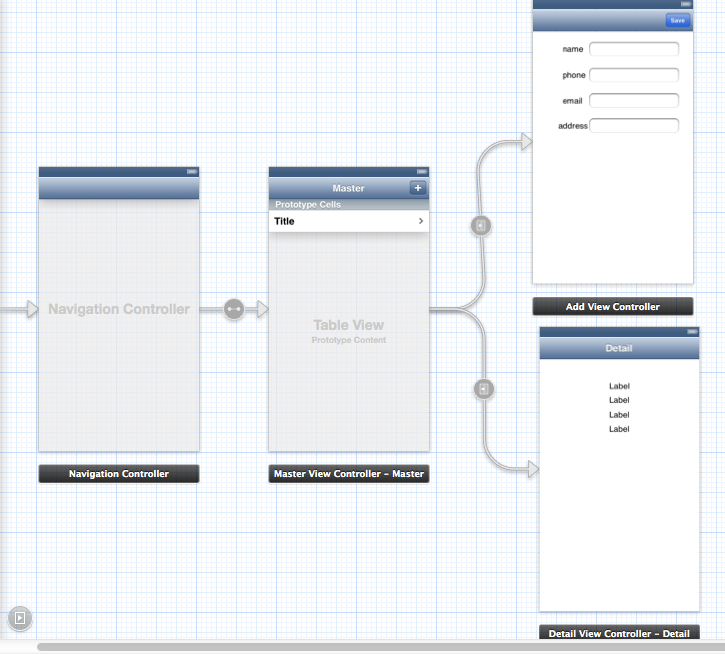 Navigation Controller
Navigation Controller
Master
+
Prototype Cells
Title
Table View
Prototype Content
Master View Controller – Master
Save
name
phone
email
address
Add View Controller
Detail
Label
Label
Label
Label
Detail View Controller – Detail